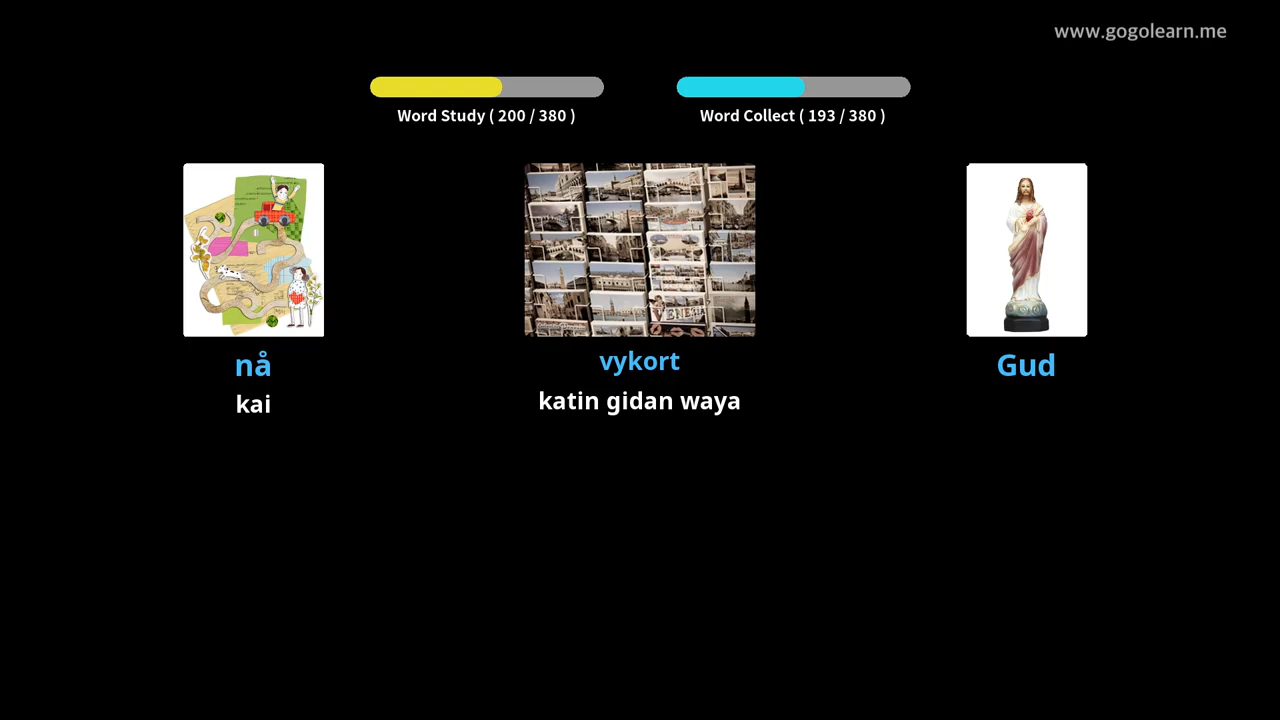 www.gogolearn.me
Word Study ( 200 / 380 )
Word Collect ( 193 / 380 )
nå
kai
vykort
katin gidan waya
Gud